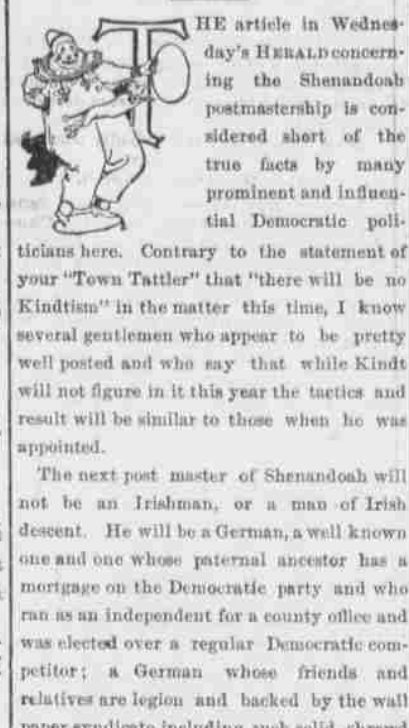 THE article in Wednes-
day's HERALD concern-
ing the Shenandoah
postmastership is con-
sidered short of the
true facts by many
prominent and influen-
tial Democratic poli-
ticians here. Contrary to the statement of
your "Town Tattler" that "there will be no
Kindtism" in the matter this time, I know
several gentlemen who appear to be pretty
well posted and who say that while Kindt
will not figure in it this year the tactics and
result will be similar to those when he was
appointed.
The next post master of Shenandoah will
not be an Irishman, or a man of Irish
descent. He will be a German, a well known
one and one whose paternal ancestor has a
mortgage on the Democratic party and who
ran as an independent for a county office and
was elected over a regular Democratic com-
petitor; a German whose friends and
relatives are legion and backed by the wall
paper syndicate including such solid